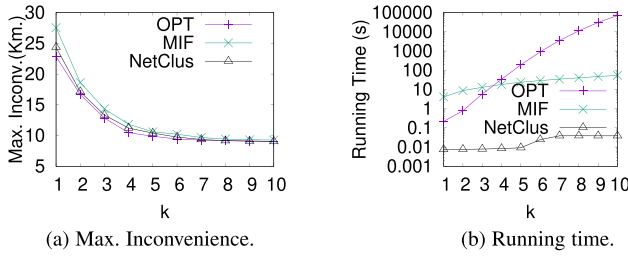 30
25
20
15
10
5
Max. Inconv.(Km.)
OPT
MIF
NetClus
1 2 3 4 5 6 7 8 9 10
k
(a) Max. Inconvenience.
100000
10000
1000
100
10
1
0.1
0.01
0.001
Running Time (s)
OPT
MIF
NetClus
1 2 3 4 5 6 7 8 9 10
k
(b) Running time.